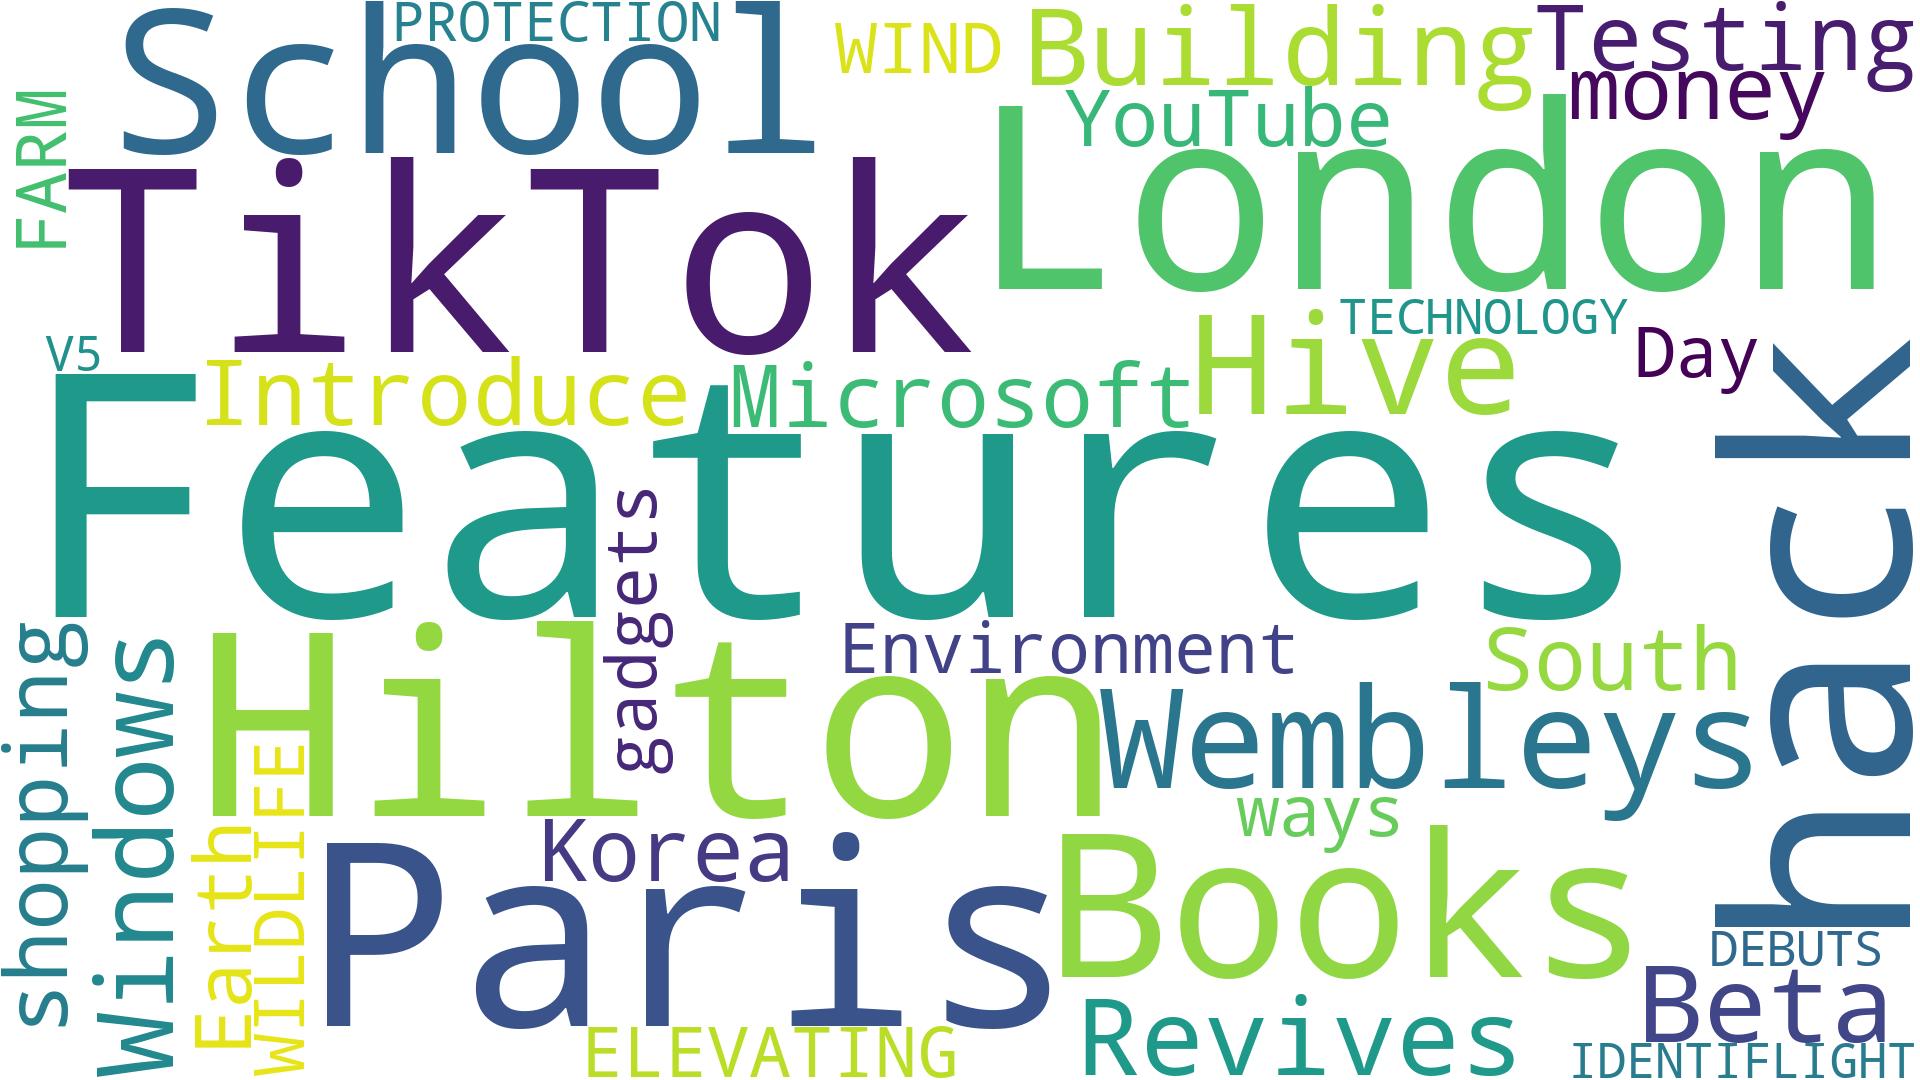 PROTECTION
School
WIND
Building
Testing
money
YouTube
FARM
TikTok
London
TECHNOLOGY
Hive
Day
V5
Introduce
Microsoft
Features
hack
gadgets
Environment
South
shopping
Windows
Hilton
Wembleys
ways
Earth
WILDLIFE
Korea
Paris
Books
DEBUTS
Beta
Revives
ELEVATING
IDENTIFLIGHT